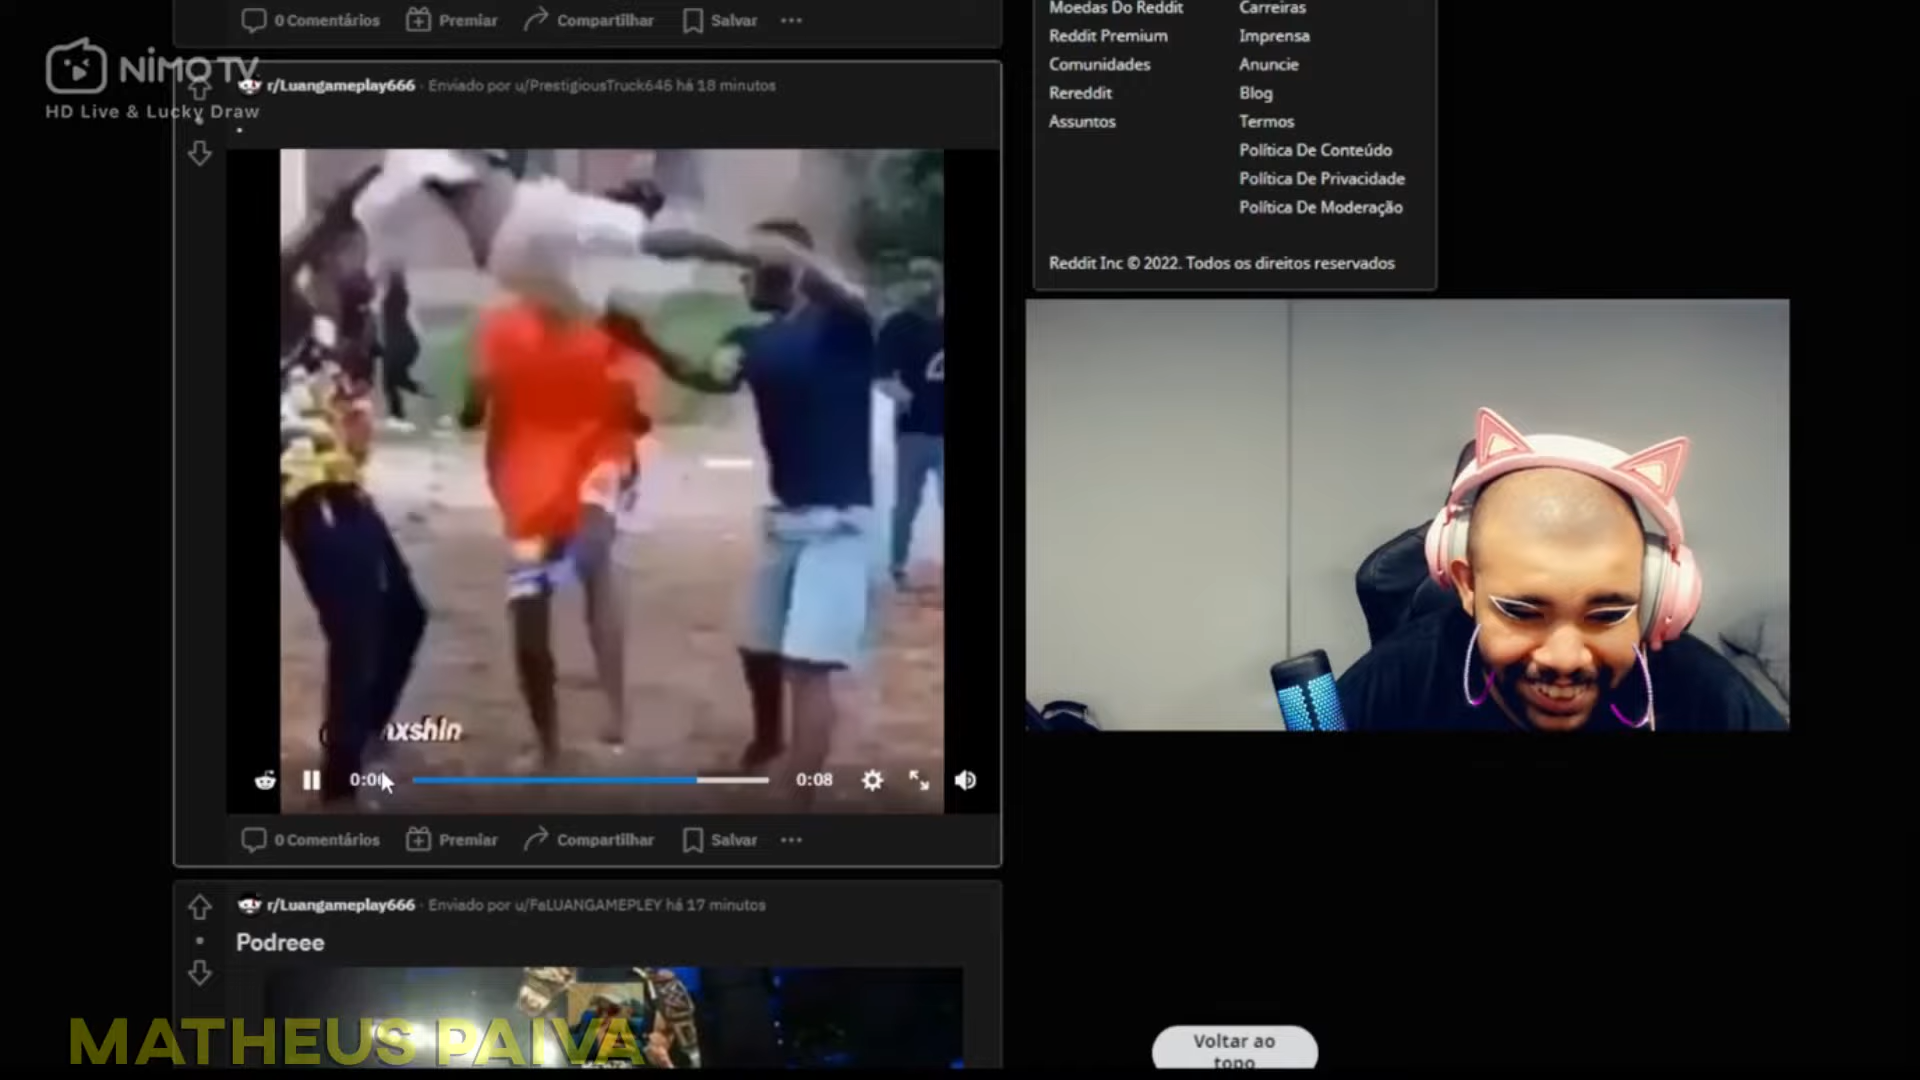 0 Comentários Premiar Compartilhar Salvar
NIMO TV
HD Live & Lucky Draw
r/Luangameplay666 · Enviado por u/PrestigiousTruck646 há 18 minutos
.
0:08
0 Comentários Premiar Compartilhar Salvar
r/Luangameplay666 · Enviado por u/FaLUANGAMEPLEY há 17 minutos
Podreee
MATHEUS PAIVA
Moedas Do Reddit
Reddit Premium
Comunidades
Rereddit
Assuntos
Carreiras
Imprensa
Anuncie
Blog
Termos
Política De Conteúdo
Política De Privacidade
Política De Moderação
Reddit Inc © 2022. Todos os direitos reservados
Voltar ao
topo